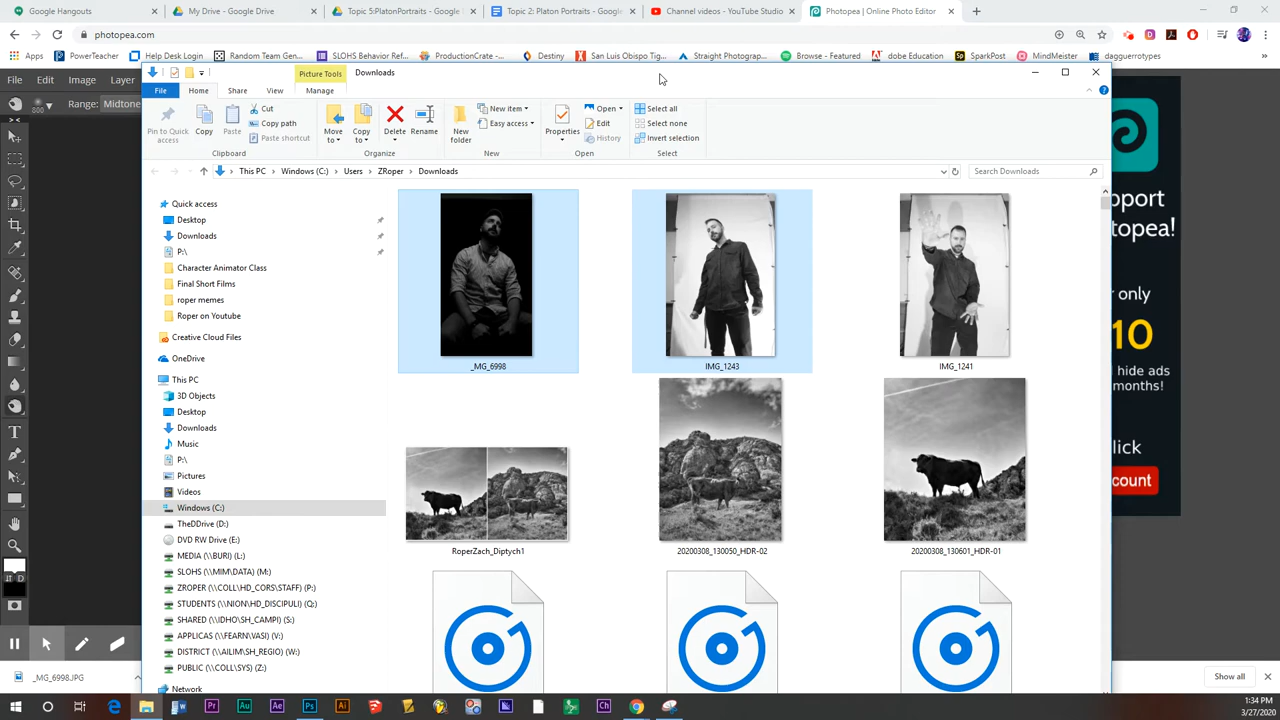 Google Hangouts
My Drive - Google Drive
Topic 5:PlatonPortraits - Google
Topic 2: Platon Portraits - Google
Channel videos - YouTube Studio
Photopea | Online Photo Editor
photopea.com
Apps
PowerTeacher
Help Desk Login
Random Team Gener...
SLOHS Behavior Ref...
ProductionCrate -...
Destiny
San Luis Obispo Tig...
Straight Photograp...
Browse - Featured
adobe Education
SparkPost
MindMeister
dagguerrotypes
File
Edit
Image
Layer
Range:
Midtone
800
Picture Tools
Downloads
File
Home
Share
View
Manage
Pin to Quick
access
Copy
Paste
Cut
Copy path
Paste shortcut
Clipboard
Move
to
Copy
to
Delete
Rename
Organize
New
folder
New item
Easy access
New
Properties
Open
Edit
History
Open
Select all
Select none
Invert selection
Select
This PC
Windows (C:)
Users
ZRoper
Downloads
Search Downloads
Quick access
Desktop
Downloads
P:\
Character Animator Class
Final Short Films
roper memes
Roper on Youtube
Creative Cloud Files
OneDrive
This PC
3D Objects
Desktop
Downloads
Music
P:\
Pictures
Videos
Windows (C:)
TheDDrive (D:)
DVD RW Drive (E:)
MEDIA (\\BURI) (L:)
SLOHS (\\MIM\DATA) (M:)
ZROPER (\\COLL\HD_CORS\STAFF) (P:)
STUDENTS (\\NION\HD_DISCIPULI) (Q:)
SHARED (\\IDHO\SH_CAMPI) (S:)
APPLICAS (\\FEARN\IASI) (V:)
DISTRICT (\\AILIM\SH_REGIO) (W:)
PUBLIC (\\COLL\SYS) (Z:)
Network
_MG_6998
IMG_1243
IMG_1241
RoperZach_Diptych1
20200308_130050_HDR-02
20200308_130601_HDR-01
pport
topea!
or only
10
hide ads
months!
lick
count
_MG_6998.JPG
Show all
1:34 PM
3/27/2020